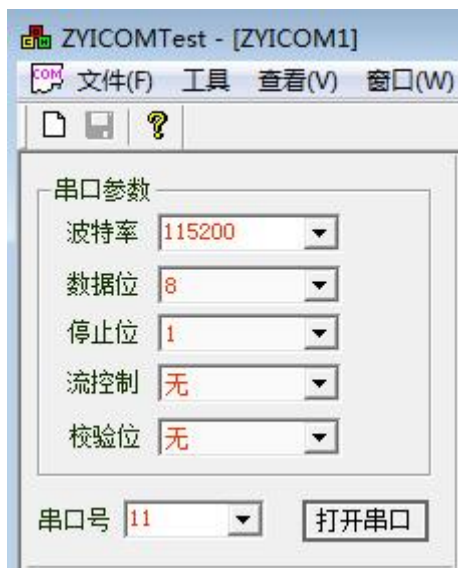 ZYICOMTest - [ZYICOM1]
COM 文件(F) 工具 查看(V) 窗口(W)
串口参数
波特率 115200
数据位 8
停止位 1
流控制 无
校验位 无
串口号 11 打开串口